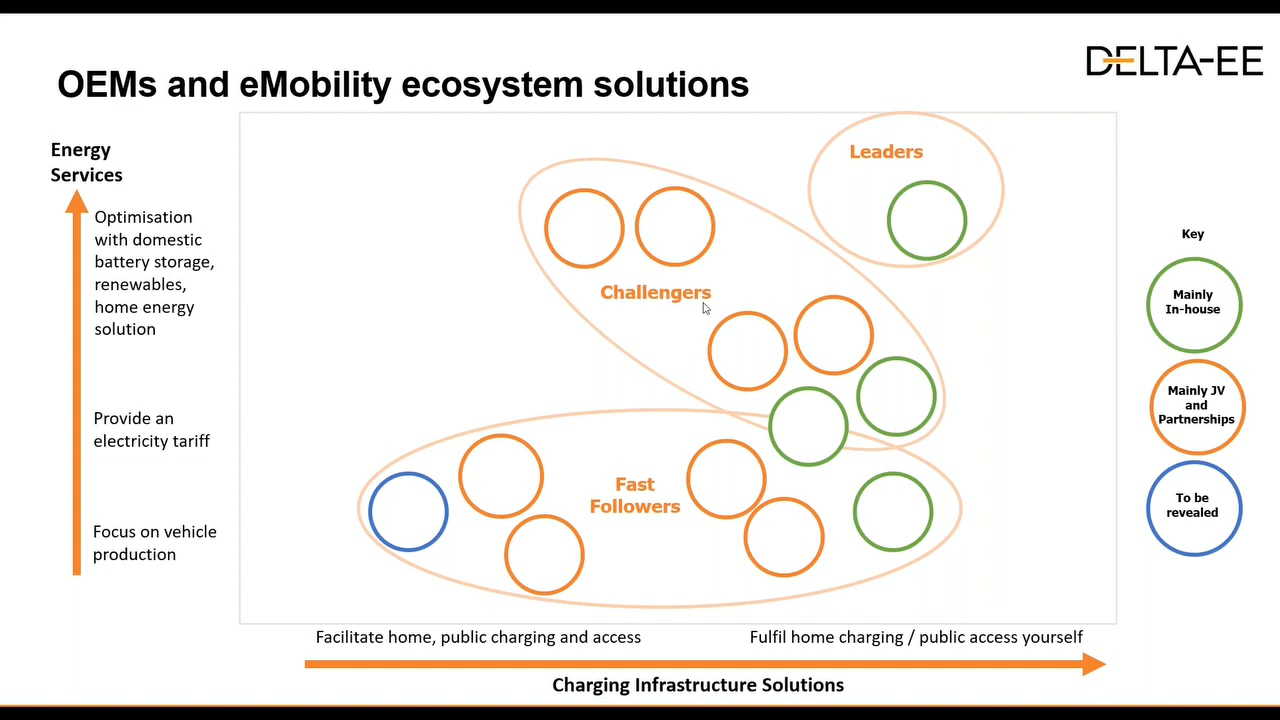 DELTA-EE
OEMs and eMobility ecosystem solutions
Energy
Services
Optimisation
with domestic
battery storage,
renewables,
home energy
solution
Provide an
electricity tariff
Focus on vehicle
production
Leaders
Challengers
Fast
Followers
Key
Mainly
In-house
Mainly JV
and
Partnerships
To be
revealed
Facilitate home, public charging and access
Fulfil home charging / public access yourself
Charging Infrastructure Solutions